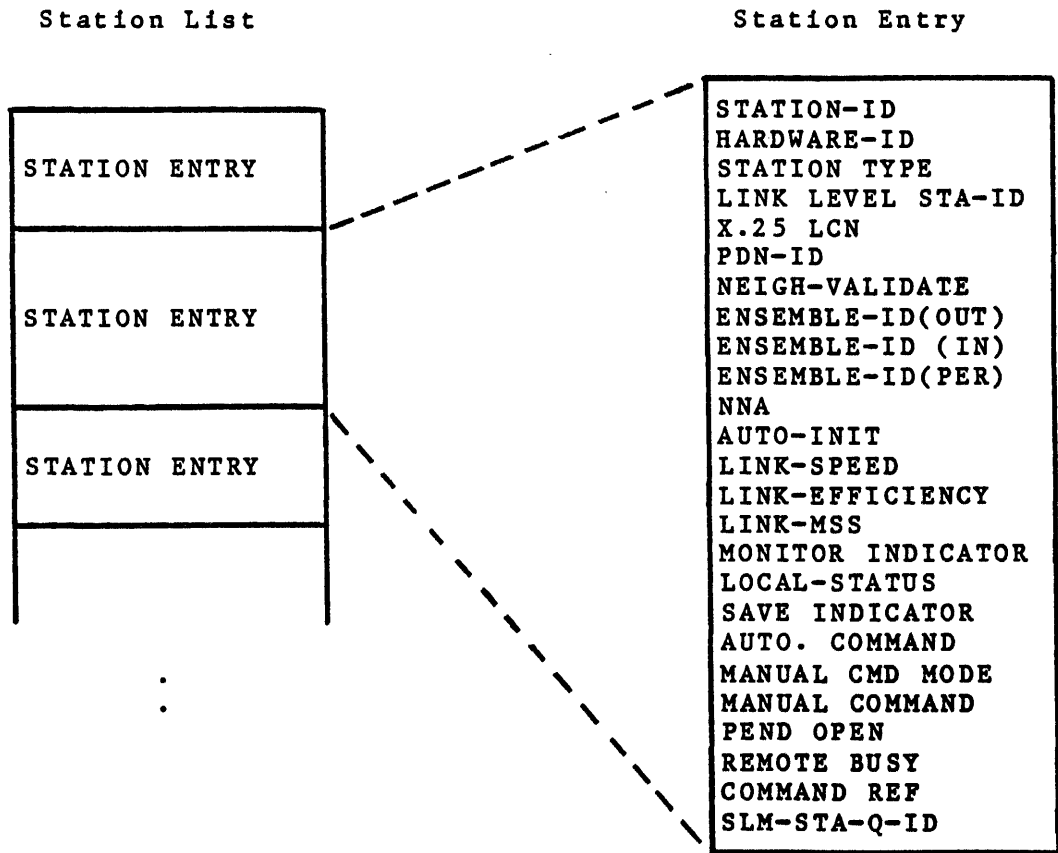 Station List
Station Entry
STATION ENTRY
STATION ENTRY
STATION ENTRY
STATION-ID
HARDWARE-ID
STATION TYPE
LINK LEVEL STA-ID
X.25 LCN
PDN-ID
NEIGH-VALIDATE
ENSEMBLE-ID(OUT)
ENSEMBLE-ID (IN)
ENSEMBLE-ID(PER)
NNA
AUTO-INIT
LINK-SPEED
LINK-EFFICIENCY
LINK-MSS
MONITOR INDICATOR
LOCAL-STATUS
SAVE INDICATOR
AUTO. COMMAND
MANUAL CMD MODE
MANUAL COMMAND
PEND OPEN
REMOTE BUSY
COMMAND REF
SLM-STA-Q-ID